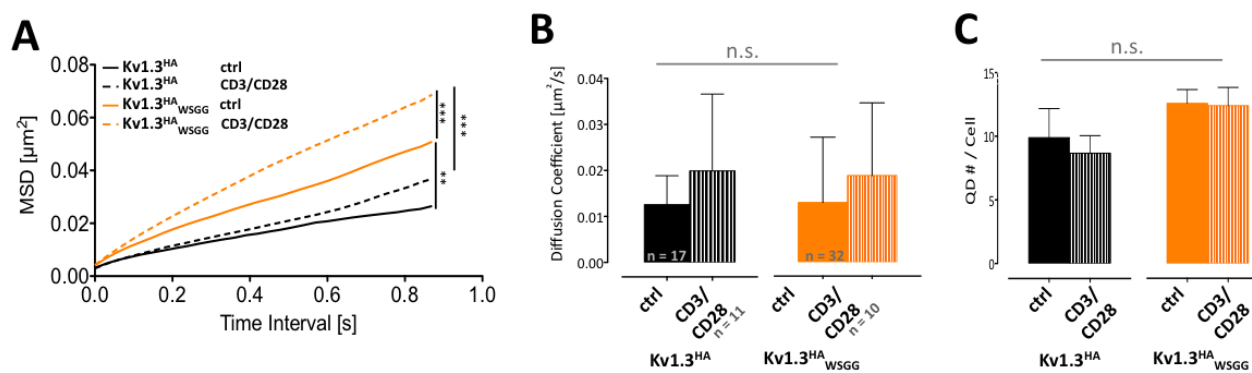 A
MSD [µm²]
0.08
0.06
0.04
0.02
0.00
0.0 0.2 0.4 0.6 0.8 1.0
Time Interval [s]
Kv1.3ᴴᴬ ctrl
Kv1.3ᴴᴬ CD3/CD28
Kv1.3ᴴᴬWSGG ctrl
Kv1.3ᴴᴬWSGG CD3/CD28
***
***
**
B
n.s.
Diffusion Coefficient [µm²/s]
0.04
0.03
0.02
0.01
0.00
n = 17
n = 32
ctrl
CD3/
CD28
n = 11
ctrl
CD3/
CD28
n = 10
Kv1.3ᴴᴬ
Kv1.3ᴴᴬWSGG
C
n.s.
QD # / Cell
15
10
5
0
ctrl
CD3/
CD28
ctrl
CD3/
CD28
Kv1.3ᴴᴬ
Kv1.3ᴴᴬWSGG